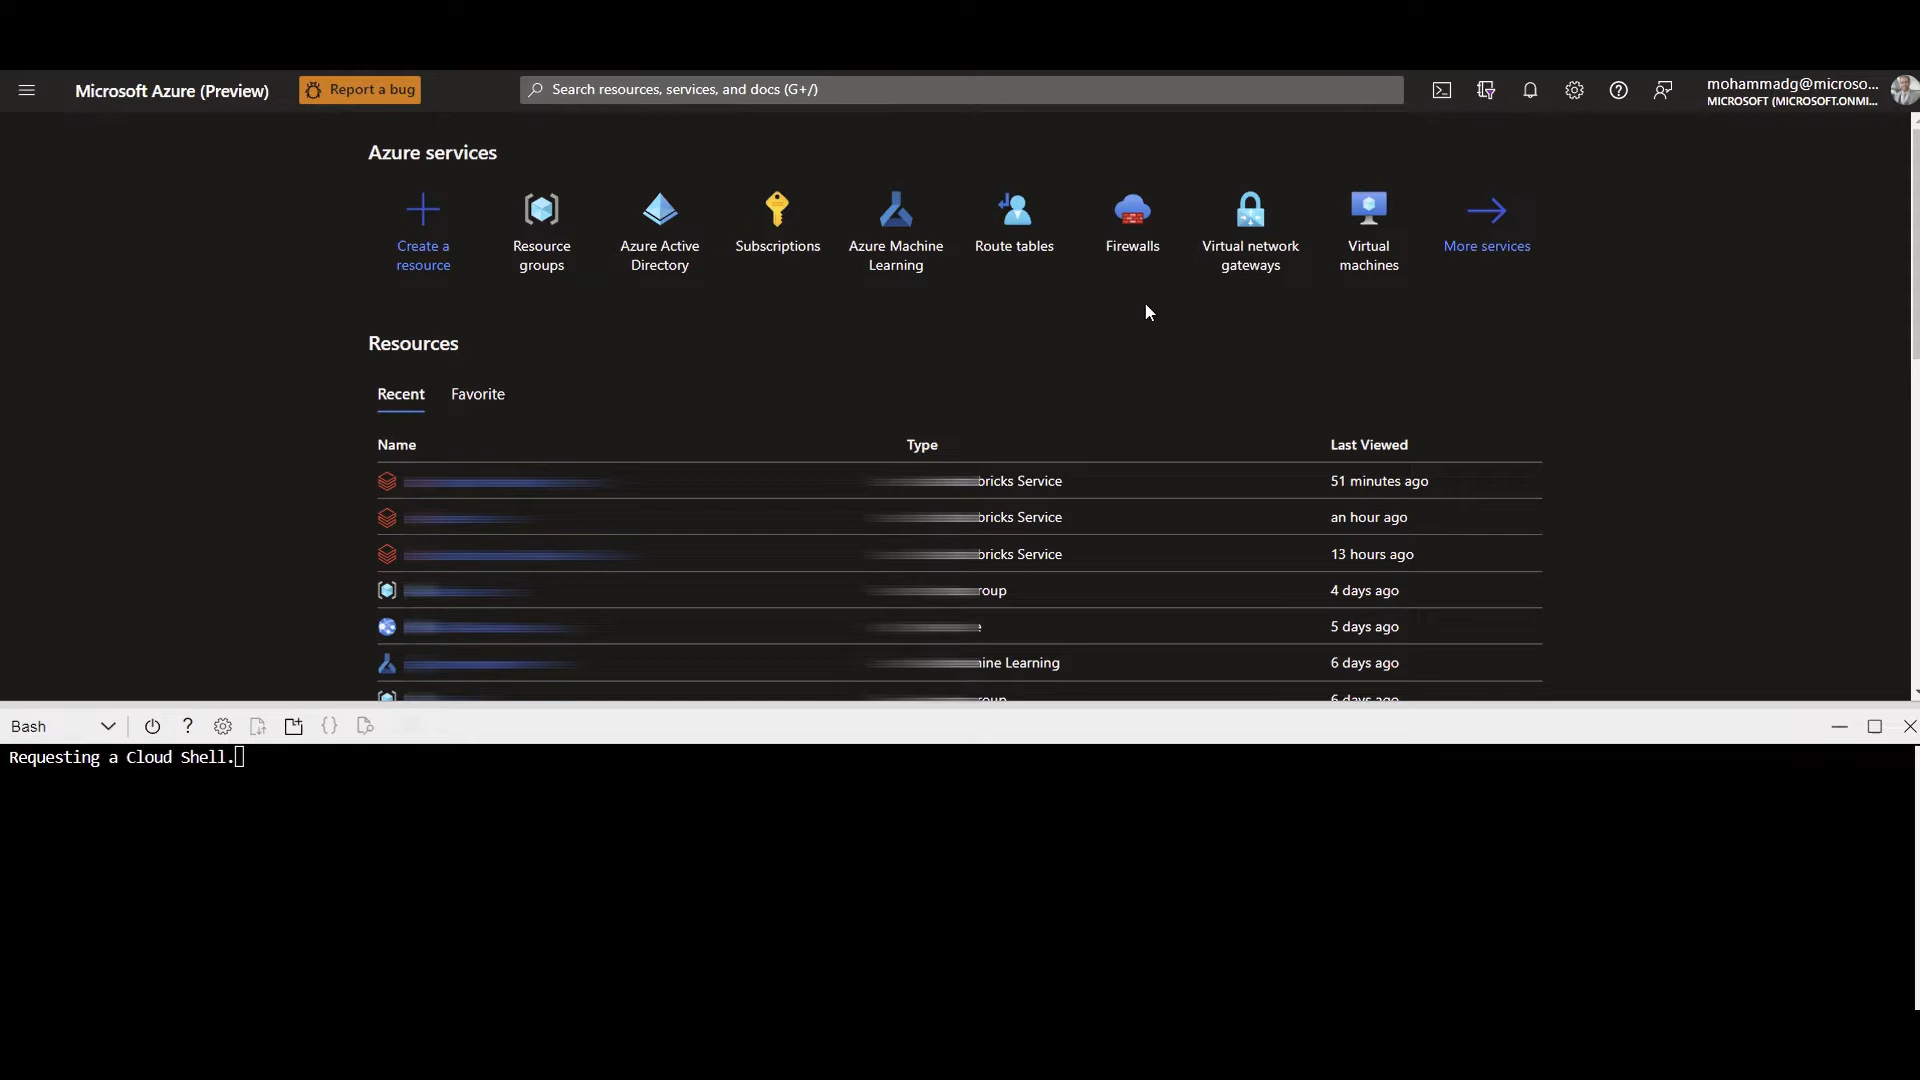 Microsoft Azure (Preview)
Report a bug
Search resources, services, and docs (G+/)
mohammadg@microso...
MICROSOFT (MICROSOFT.ONMI...
Azure services
Create a resource
Resource groups
Azure Active Directory
Subscriptions
Azure Machine Learning
Route tables
Firewalls
Virtual network gateways
Virtual machines
More services
Resources
Recent Favorite
Name Type Last Viewed
bricks Service 51 minutes ago
bricks Service an hour ago
bricks Service 13 hours ago
roup 4 days ago
e 5 days ago
ine Learning 6 days ago
roup 6 days ago
Bash
Requesting a Cloud Shell.